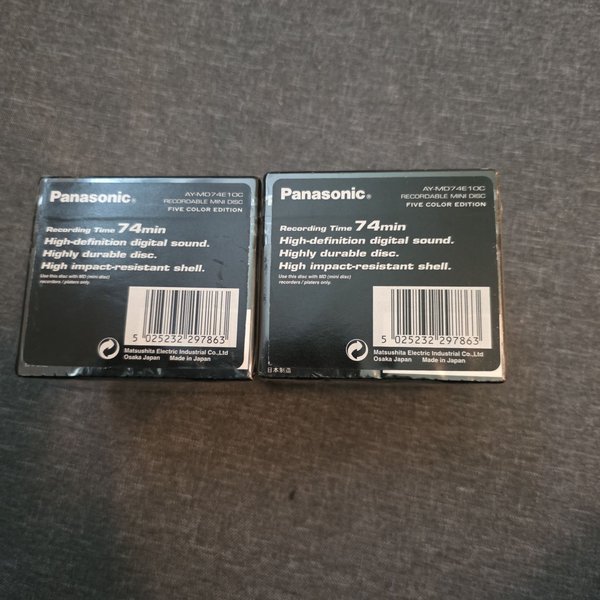 Panasonic®
AY-MD74E10C
RECORDABLE MINI DISC
FIVE COLOR EDITION
Recording Time 74min
High-definition digital sound.
Highly durable disc.
High impact-resistant shell.
Use this disc with MD (mini disc)
recorders / platers only.
5 025232 297863
Matsushita Electric Industrial Co.,Ltd
Osaka Japan Made in Japan
Panasonic®
AY-MD74E10C
RECORDABLE MINI DISC
FIVE COLOR EDITION
Recording Time 74min
High-definition digital sound.
Highly durable disc.
High impact-resistant shell.
Use this disc with MD (mini disc)
recorders / platers only.
5 025232 297863
Matsushita Electric Industrial Co.,Ltd
Osaka Japan Made in Japan
日本制造